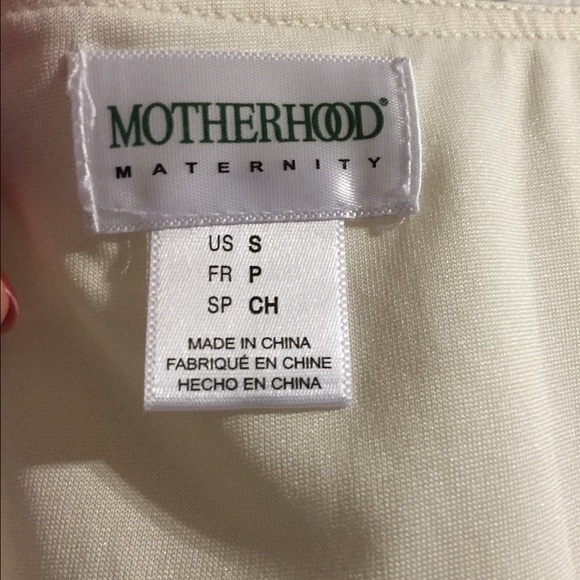 MOTHERHOOD®
MATERNITY
US S
FR P
SP CH
MADE IN CHINA
FABRIQUÉ EN CHINE
HECHO EN CHINA